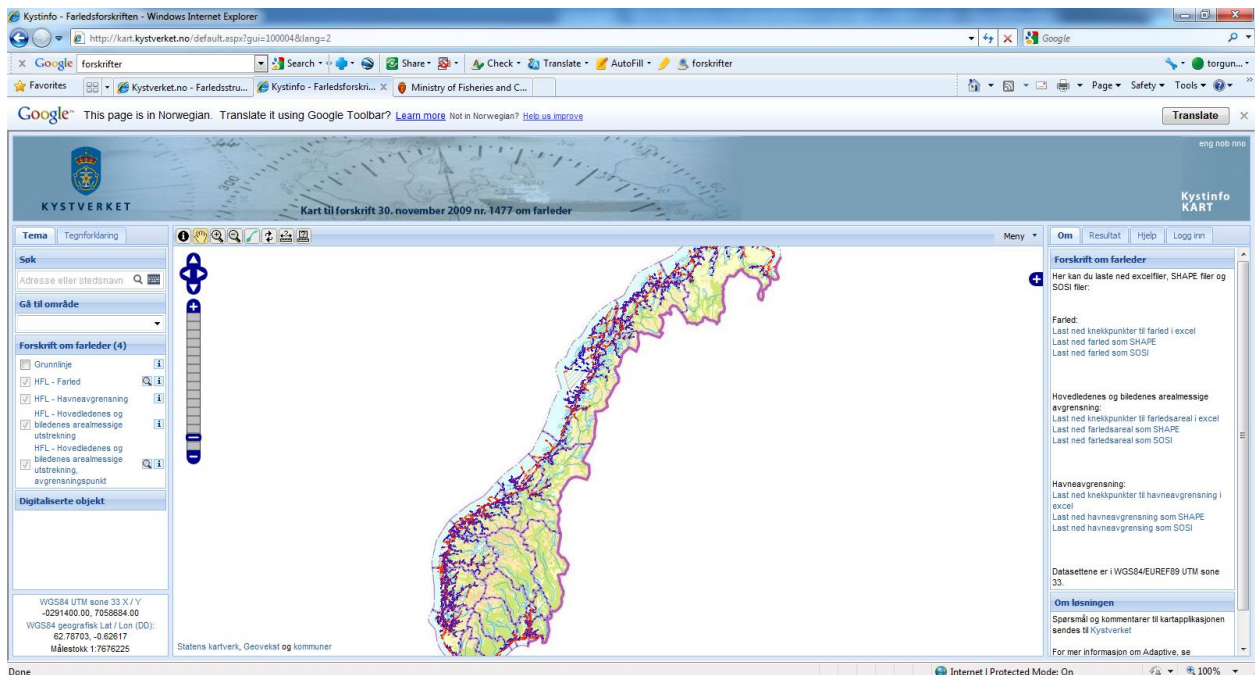 Kystinfo - Farledsforskriften - Windows Internet Explorer
http://kart.kystverket.no/default.aspx?gui=100004&lang=2
Google
x Google forskrifter Search Share Check Translate AutoFill forskrifter torgun...
Favorites Kystverket.no - Farledsstru... Kystinfo - Farledsforskri... x Ministry of Fisheries and C... Page Safety Tools
Google™ This page is in Norwegian. Translate it using Google Toolbar? Learn more Not in Norwegian? Help us improve Translate
eng nob nno
KYSTVERKET
Kart til forskrift 30. november 2009 nr. 1477 om farleder
Kystinfo
KART
Tema Tegnforklaring
Meny
Om Resultat Hjelp Logg inn
Søk
Adresse eller stedsnavn
Gå til område
Forskrift om farleder (4)
Grunnlinje
HFL - Farled
HFL - Havneavgrensning
HFL - Hovedledenes og
biledenes arealmessige
utstrekning
HFL - Hovedledenes og
biledenes arealmessige
utstrekning,
avgrensningspunkt
Digitaliserte objekt
WGS84 UTM sone 33 X / Y
-0291400.00, 7058684.00
WGS84 geografisk Lat / Lon (DD):
62.78703, -0.62617
Målestokk 1:7676225
Statens kartverk, Geovekst og kommuner
Forskrift om farleder
Her kan du laste ned excelfiler, SHAPE filer og
SOSI filer:
Farled:
Last ned knekkpunkter til farled i excel
Last ned farled som SHAPE
Last ned farled som SOSI
Hovedledenes og biledenes arealmessige
avgrensning:
Last ned knekkpunkter til farledsareal i excel
Last ned farledsareal som SHAPE
Last ned farledsareal som SOSI
Havneavgrensning:
Last ned knekkpunkter til havneavgrensning i
excel
Last ned havneavgrensning som SHAPE
Last ned havneavgrensing som SOSI
Datasettene er i WGS84/EUREF89 UTM sone
33.
Om løsningen
Spørsmål og kommentarer til kartapplikasjonen
sendes til Kystverket
For mer informasjon om Adaptive, se
Done
Internet | Protected Mode: On
100%